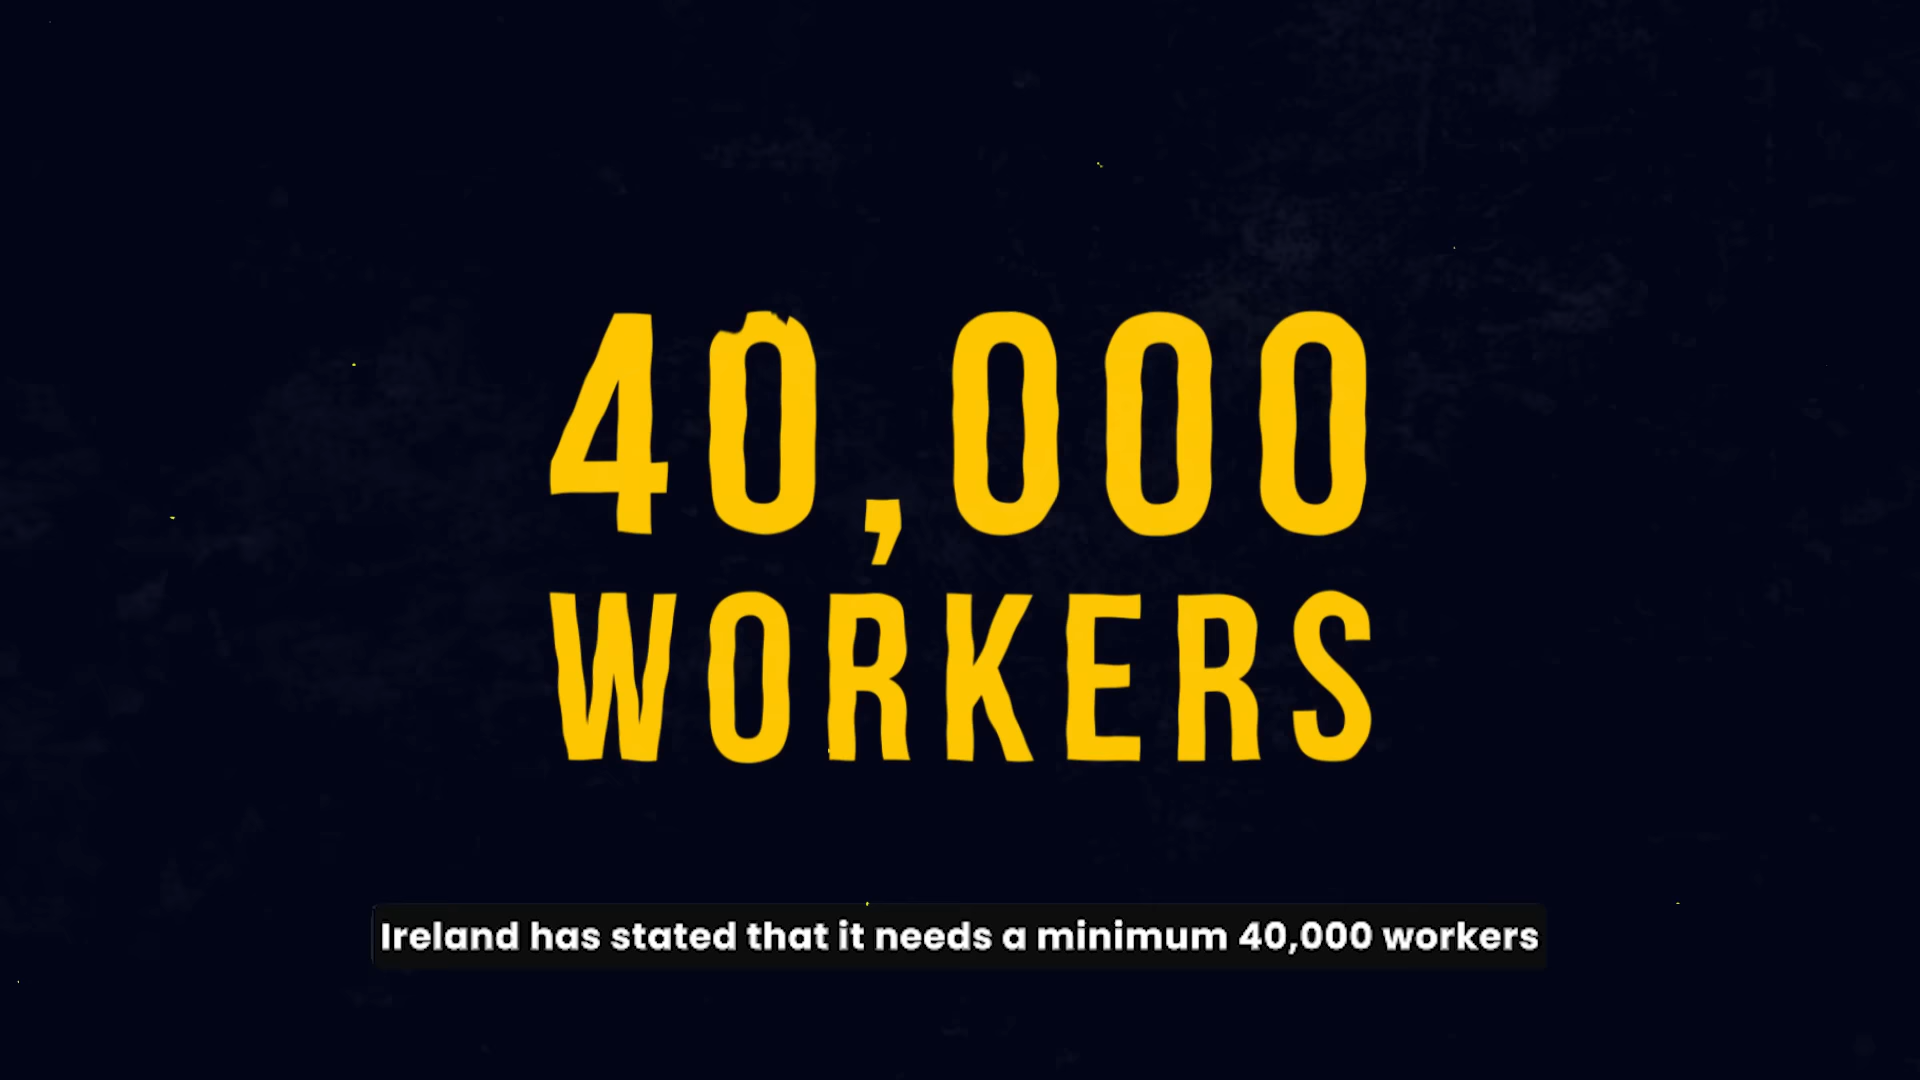 40,000
WORKERS
Ireland has stated that it needs a minimum 40,000 workers